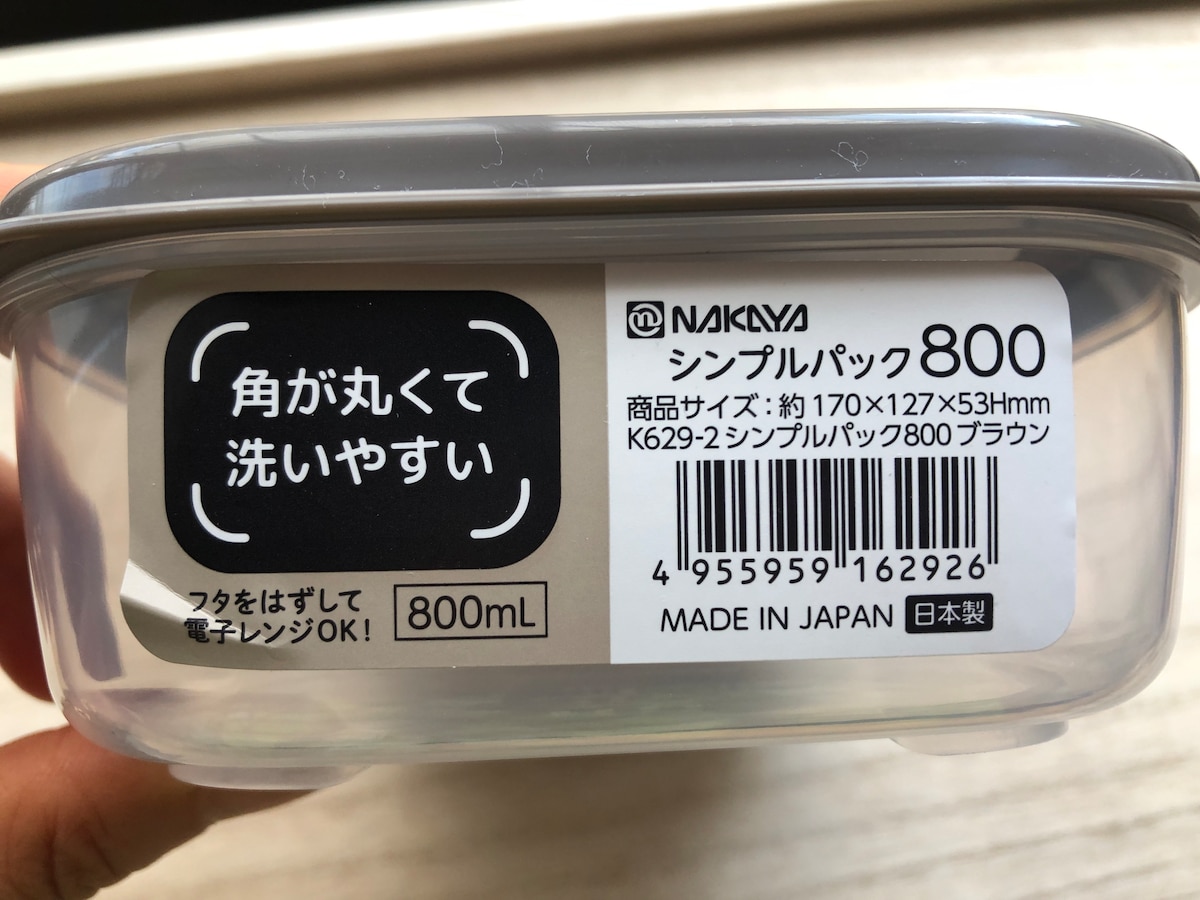 角が丸くて
洗いやすい
フタをはずして
電子レンジOK!
800mL
NAKAYA
シンプルパック800
商品サイズ:約170×127×53Hmm
K629-2シンプルパック800ブラウン
4 955959 162926
MADE IN JAPAN 日本製